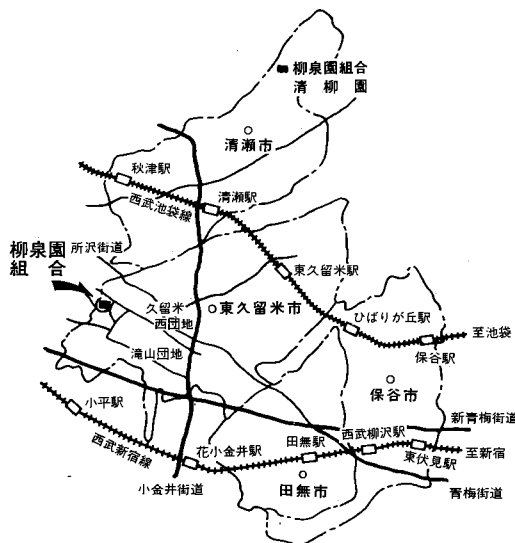 柳泉園組合
清柳園
清瀬市
秋津駅
清瀬駅
西武池袋線
所沢街道
柳泉園
組合
東久留米駅
久留米
西団地
東久留米市
ひばりが丘駅
至池袋
滝山団地
保谷駅
保谷市
小平駅
新青梅街道
西武新宿線
花小金井駅
田無駅
西武柳沢駅
東伏見駅
至新宿
小金井街道
田無市
青梅街道